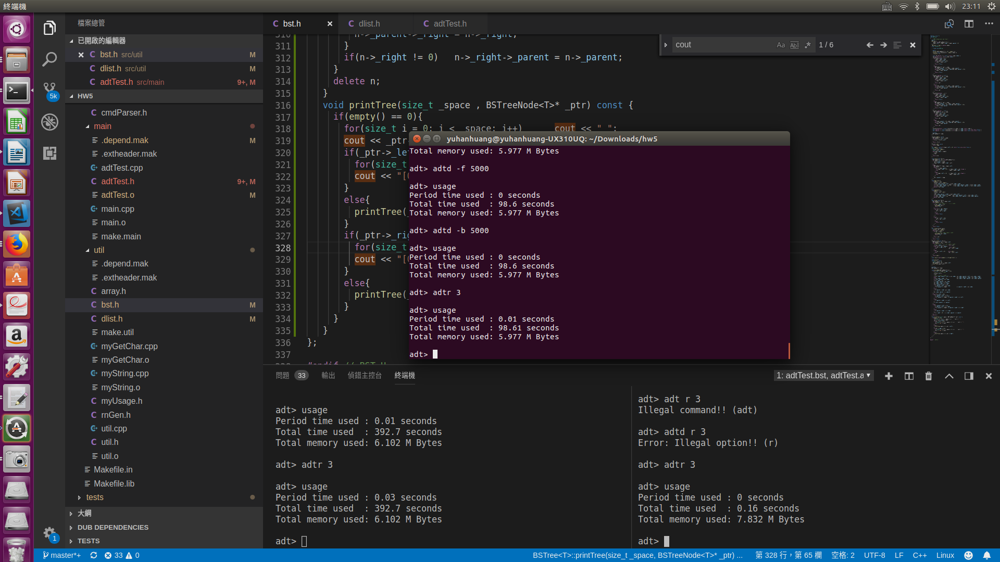 終端機
23:11
檔案總管
已開啟的編輯器
bst.h src/util M
dlist.h src/util M
adtTest.h src/main 9+, M
HW5
cmdParser.h
main
.depend.mak M
.extheader.mak
adtTest.cpp
adtTest.h 9+, M
adtTest.o M
main.cpp
main.o
make.main
util
.depend.mak
.extheader.mak
array.h
bst.h M
dlist.h M
make.util
myGetChar.cpp
myGetChar.o
myString.cpp
myString.o
myUsage.h
rnGen.h
util.cpp
util.h
util.o
Makefile.in
Makefile.lib
tests
大綱
DUB DEPENDENCIES
TESTS
5k
1
bst.h
dlist.h
adtTest.h
cout
Aa Abl .*
1 / 6
310 n->_parent->_right = n->_right;
311 }
312 if(n->_right != 0) n->_right->_parent = n->_parent;
313 }
314 delete n;
315 }
316 void printTree(size_t _space , BSTreeNode<T>* _ptr) const {
317 if(empty() == 0){
318 for(size_t i = 0; i < _space; i++) cout << " ";
319 cout << _ptr
320 if(_ptr->_le
321 for(size_t
322 cout << "[
323 }
324 else{
325 printTree(
326 }
327 if(_ptr->_ri
328 for(size_t
329 cout << "[
330 }
331 else{
332 printTree(
333 }
334 }
335 }
336 };
337
338 #endif // BST_H
yuhanhuang@yuhanhuang-UX310UQ: ~/Downloads/hw5
Total memory used: 5.977 M Bytes
adt> adtd -f 5000
adt> usage
Period time used : 0 seconds
Total time used  : 98.6 seconds
Total memory used: 5.977 M Bytes
adt> adtd -b 5000
adt> usage
Period time used : 0 seconds
Total time used  : 98.6 seconds
Total memory used: 5.977 M Bytes
adt> adtr 3
adt> usage
Period time used : 0.01 seconds
Total time used  : 98.61 seconds
Total memory used: 5.977 M Bytes
adt>
問題 33 輸出 偵錯主控台 終端機
1: adtTest.bst, adtTest.a
adt> usage
Period time used : 0.01 seconds
Total time used  : 392.7 seconds
Total memory used: 6.102 M Bytes
adt> adtr 3
adt> usage
Period time used : 0.03 seconds
Total time used  : 392.7 seconds
Total memory used: 6.102 M Bytes
adt>
adt> adt r 3
Illegal command!! (adt)
adt> adtd r 3
Error: Illegal option!! (r)
adt> adtr 3
adt> usage
Period time used : 0 seconds
Total time used  : 0.16 seconds
Total memory used: 7.832 M Bytes
adt>
master*+ 33 0
BSTree<T>::printTree(size_t _space, BSTreeNode<T>* _ptr) ...
第 328 行，第 65 欄
空格: 2
UTF-8
LF
C++
Linux